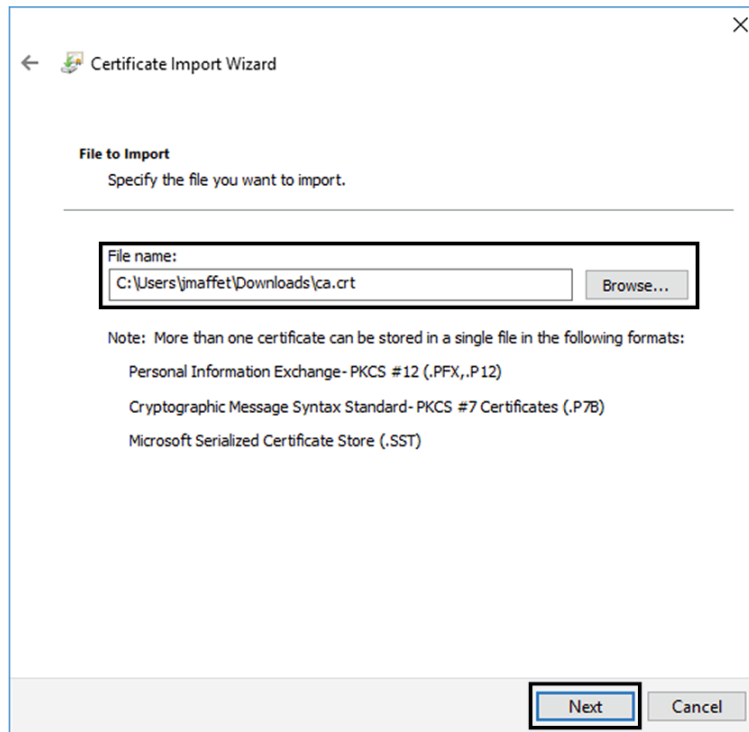 Certificate Import Wizard
File to Import
Specify the file you want to import.
File name:
C:\Users\jmaffet\Downloads\ca.crt
Browse...
Note: More than one certificate can be stored in a single file in the following formats:
Personal Information Exchange- PKCS #12 (.PFX,.P12)
Cryptographic Message Syntax Standard- PKCS #7 Certificates (.P7B)
Microsoft Serialized Certificate Store (.SST)
Next Cancel